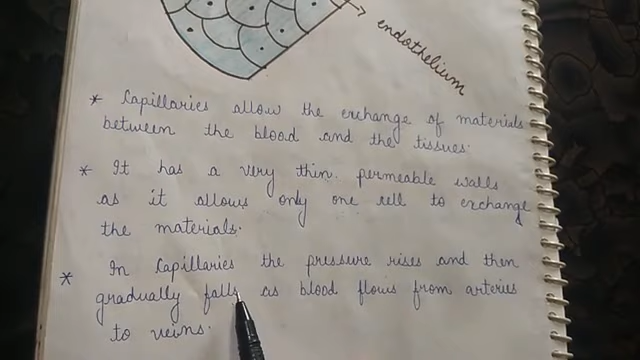 endothelium
* Capillaries allow the exchange of materials
between the blood and the tissues.
* It has a very thin. permeable walls
as it allows only one cell to exchange
the materials.
* In Capillaries the pressure rises and then
gradually falls as blood flows from arteries
to veins.